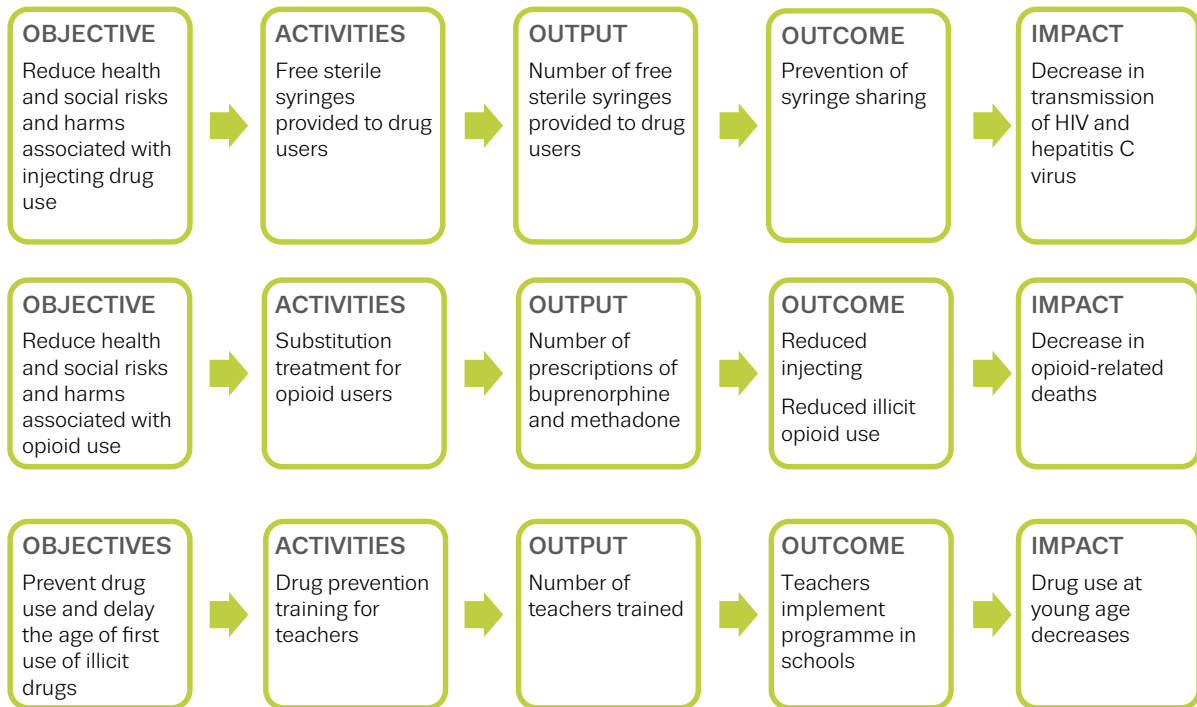 OBJECTIVE
Reduce health
and social risks
and harms
associated with
injecting drug
use
ACTIVITIES
Free sterile
syringes
provided to drug
users
OUTPUT
Number of free
sterile syringes
provided to drug
users
OUTCOME
Prevention of
syringe sharing
IMPACT
Decrease in
transmission
of HIV and
hepatitis C
virus
OBJECTIVE
Reduce health
and social risks
and harms
associated with
opioid use
ACTIVITIES
Substitution
treatment for
opioid users
OUTPUT
Number of
prescriptions of
buprenorphine
and methadone
OUTCOME
Reduced
injecting
Reduced illicit
opioid use
IMPACT
Decrease in
opioid-related
deaths
OBJECTIVES
Prevent drug
use and delay
the age of first
use of illicit
drugs
ACTIVITIES
Drug prevention
training for
teachers
OUTPUT
Number of
teachers trained
OUTCOME
Teachers
implement
programme in
schools
IMPACT
Drug use at
young age
decreases